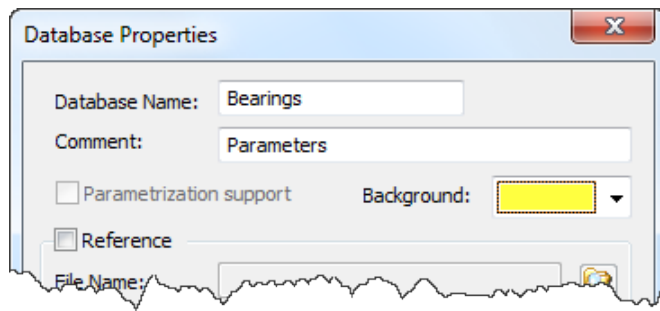 Database Properties
Database Name: Bearings
Comment: Parameters
Parametrization support Background:
Reference
File Name: